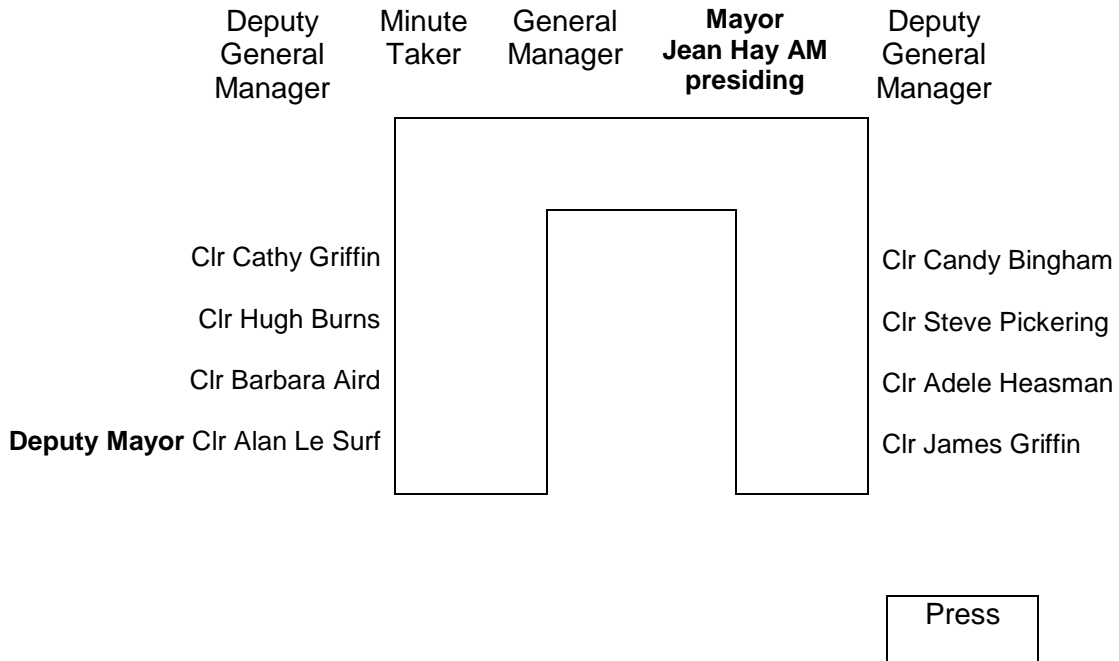 Deputy
General
Manager
Minute
Taker
General
Manager
Mayor
Jean Hay AM
presiding
Deputy
General
Manager
Clr Cathy Griffin
Clr Hugh Burns
Clr Barbara Aird
Deputy Mayor Clr Alan Le Surf
Clr Candy Bingham
Clr Steve Pickering
Clr Adele Heasman
Clr James Griffin
Press